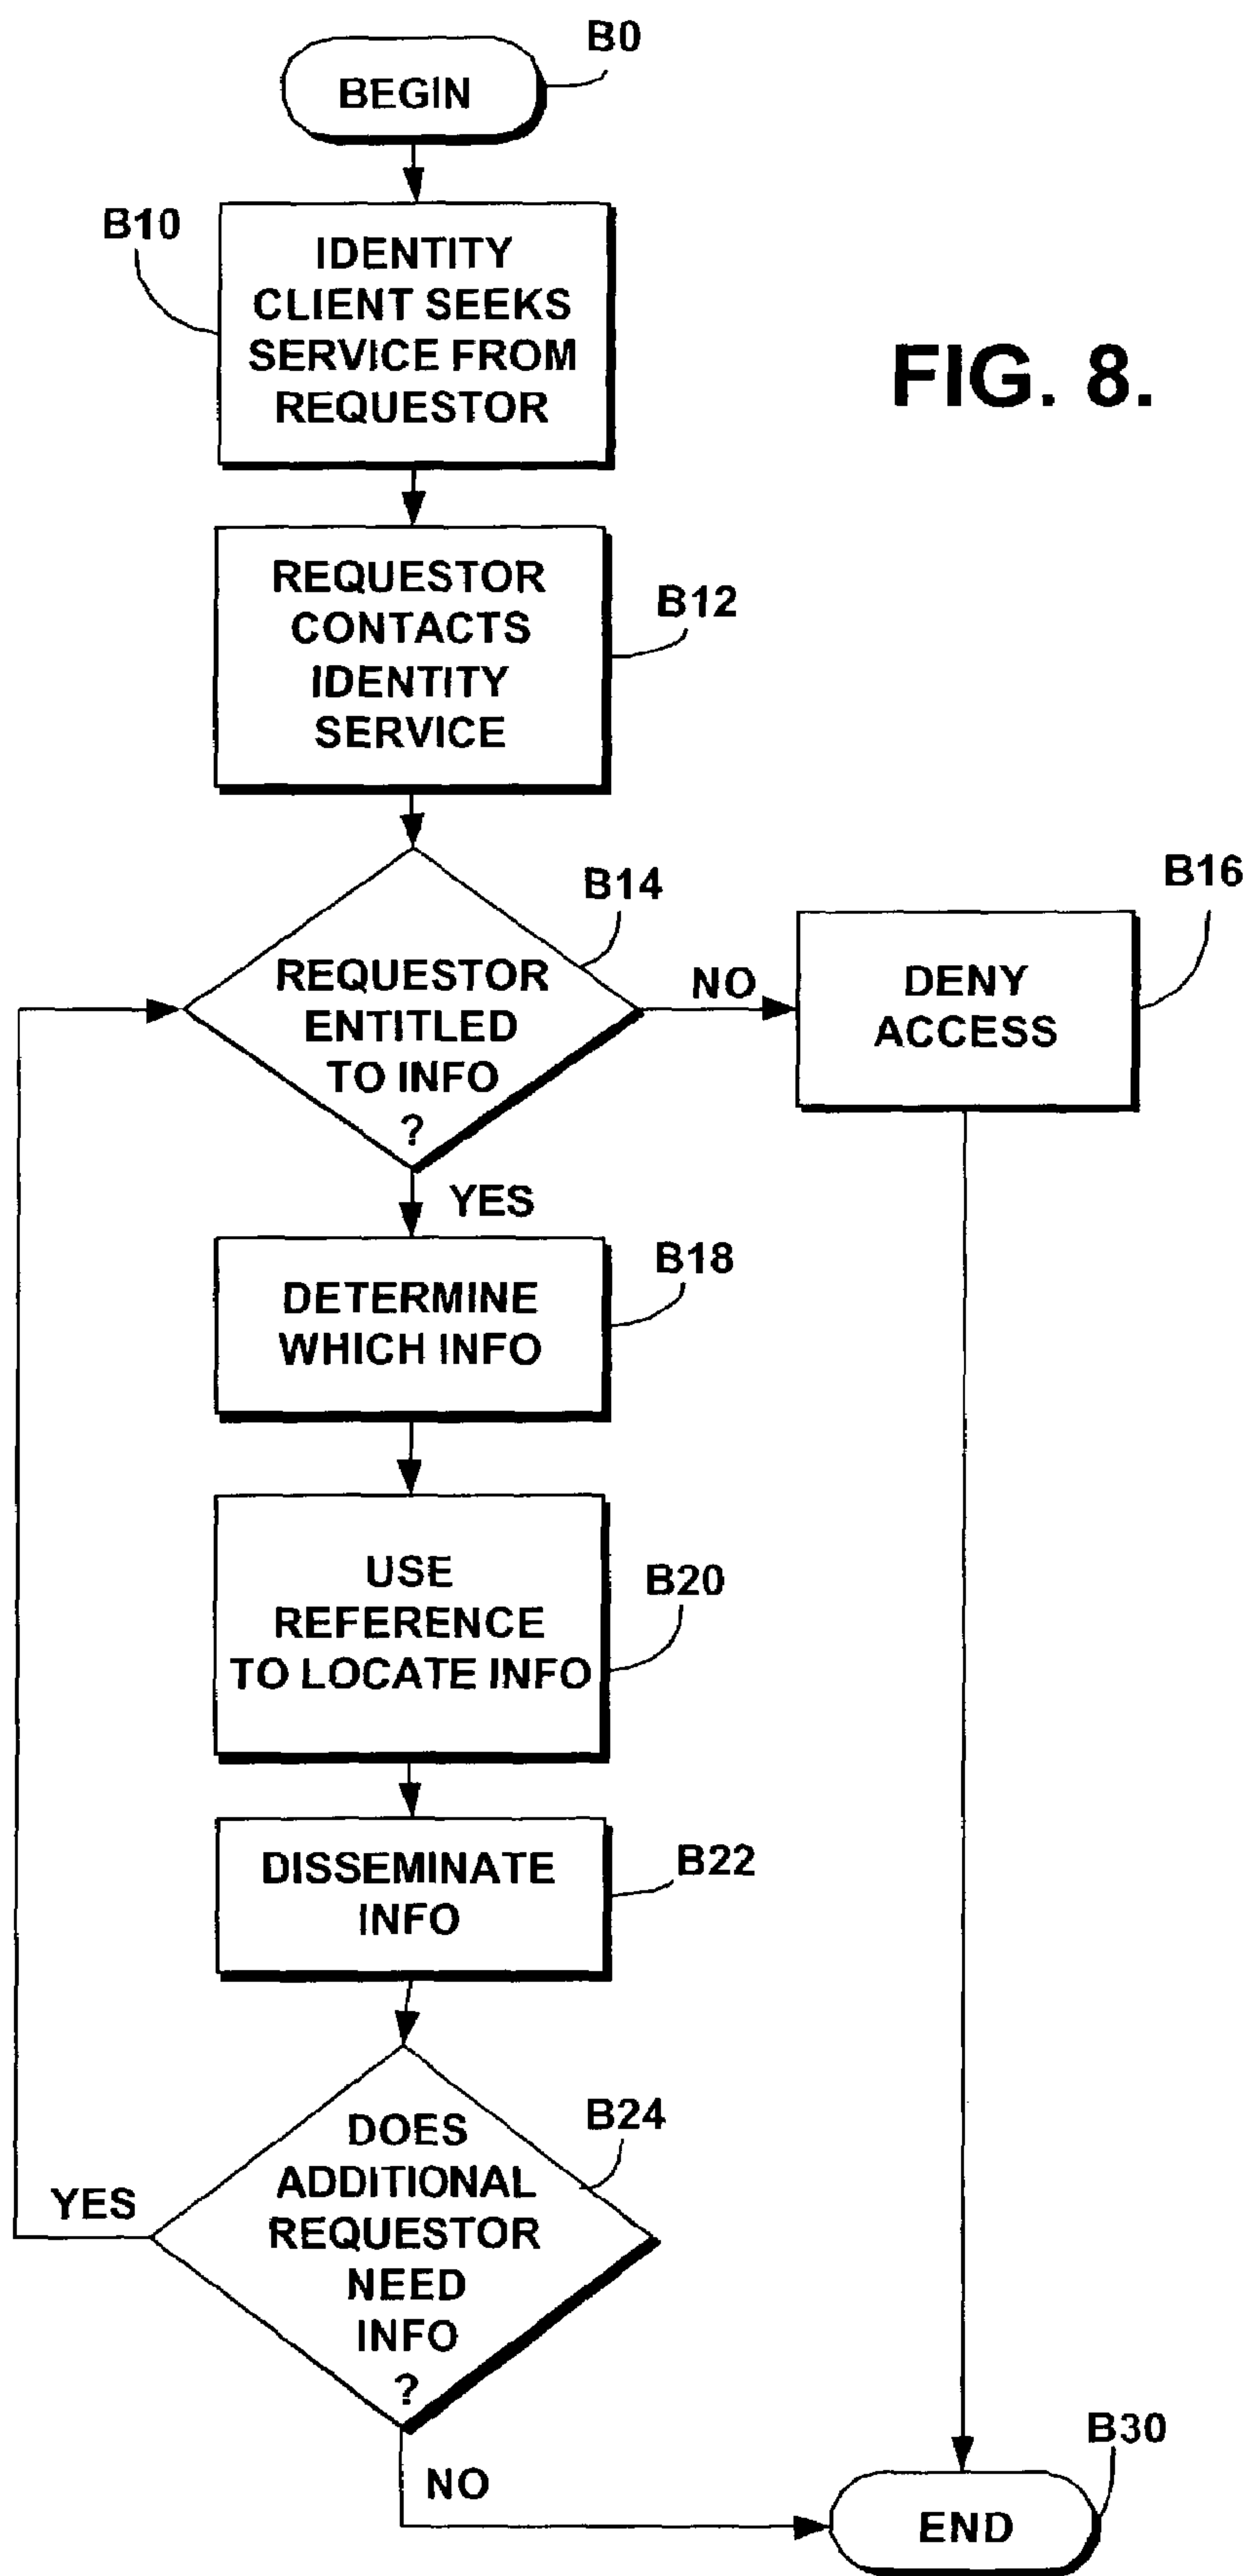 B0
BEGIN
B10
IDENTITY
CLIENT SEEKS
SERVICE FROM
REQUESTOR
FIG. 8.
REQUESTOR
CONTACTS
IDENTITY
SERVICE
B12
B14
REQUESTOR
ENTITLED
TO INFO
?
NO
B16
DENY
ACCESS
YES
B18
DETERMINE
WHICH INFO
USE
REFERENCE
TO LOCATE INFO
B20
DISSEMINATE
INFO
B22
B24
DOES
ADDITIONAL
REQUESTOR
NEED
INFO
?
YES
NO
B30
END